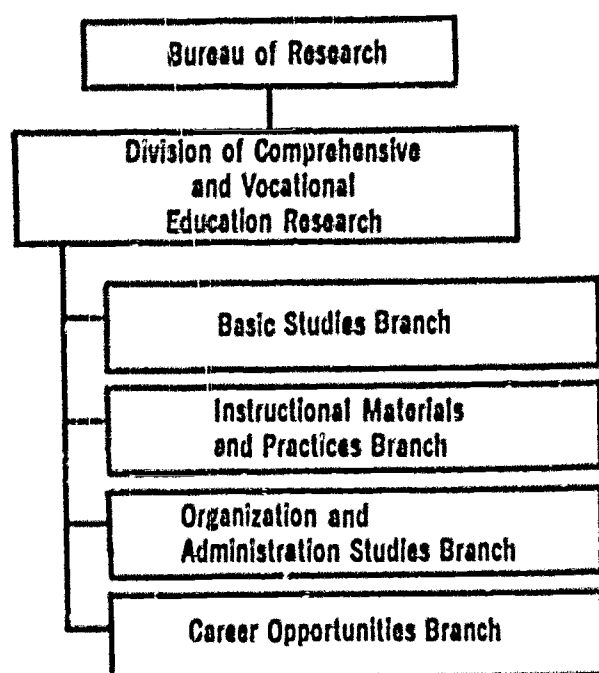 Bureau of Research
Division of Comprehensive
and Vocational
Education Research
Basic Studies Branch
Instructional Materials
and Practices Branch
Organization and
Administration Studies Branch
Career Opportunities Branch